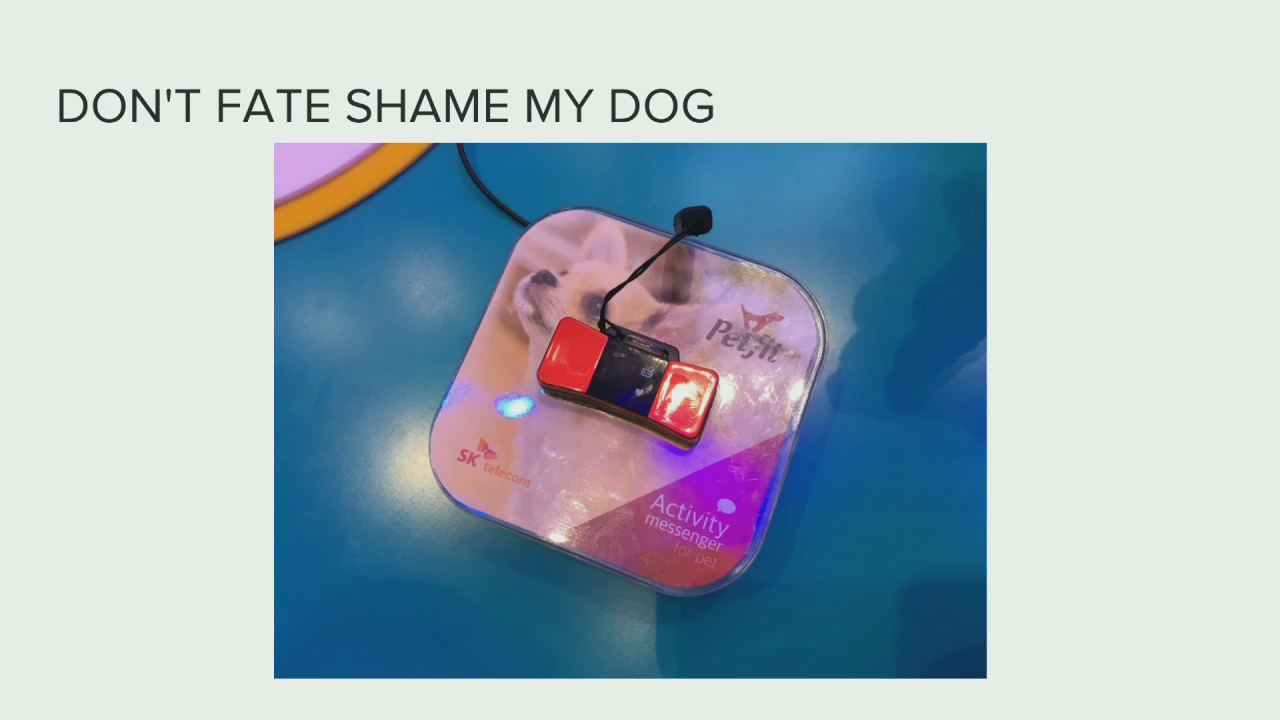 DON'T FATE SHAME MY DOG
Petfit
SK telecom
Activity
messenger
for pet